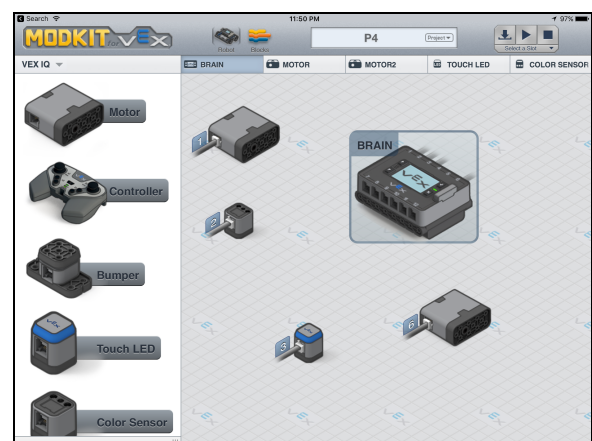 Search 11:50 PM 97%
MODKIT for VEX
Robot Blocks P4 Project Select a Slot
VEX IQ BRAIN MOTOR MOTOR2 TOUCH LED COLOR SENSOR
Motor
Controller
Bumper
Touch LED
Color Sensor
BRAIN
VEX
1
2
3
6